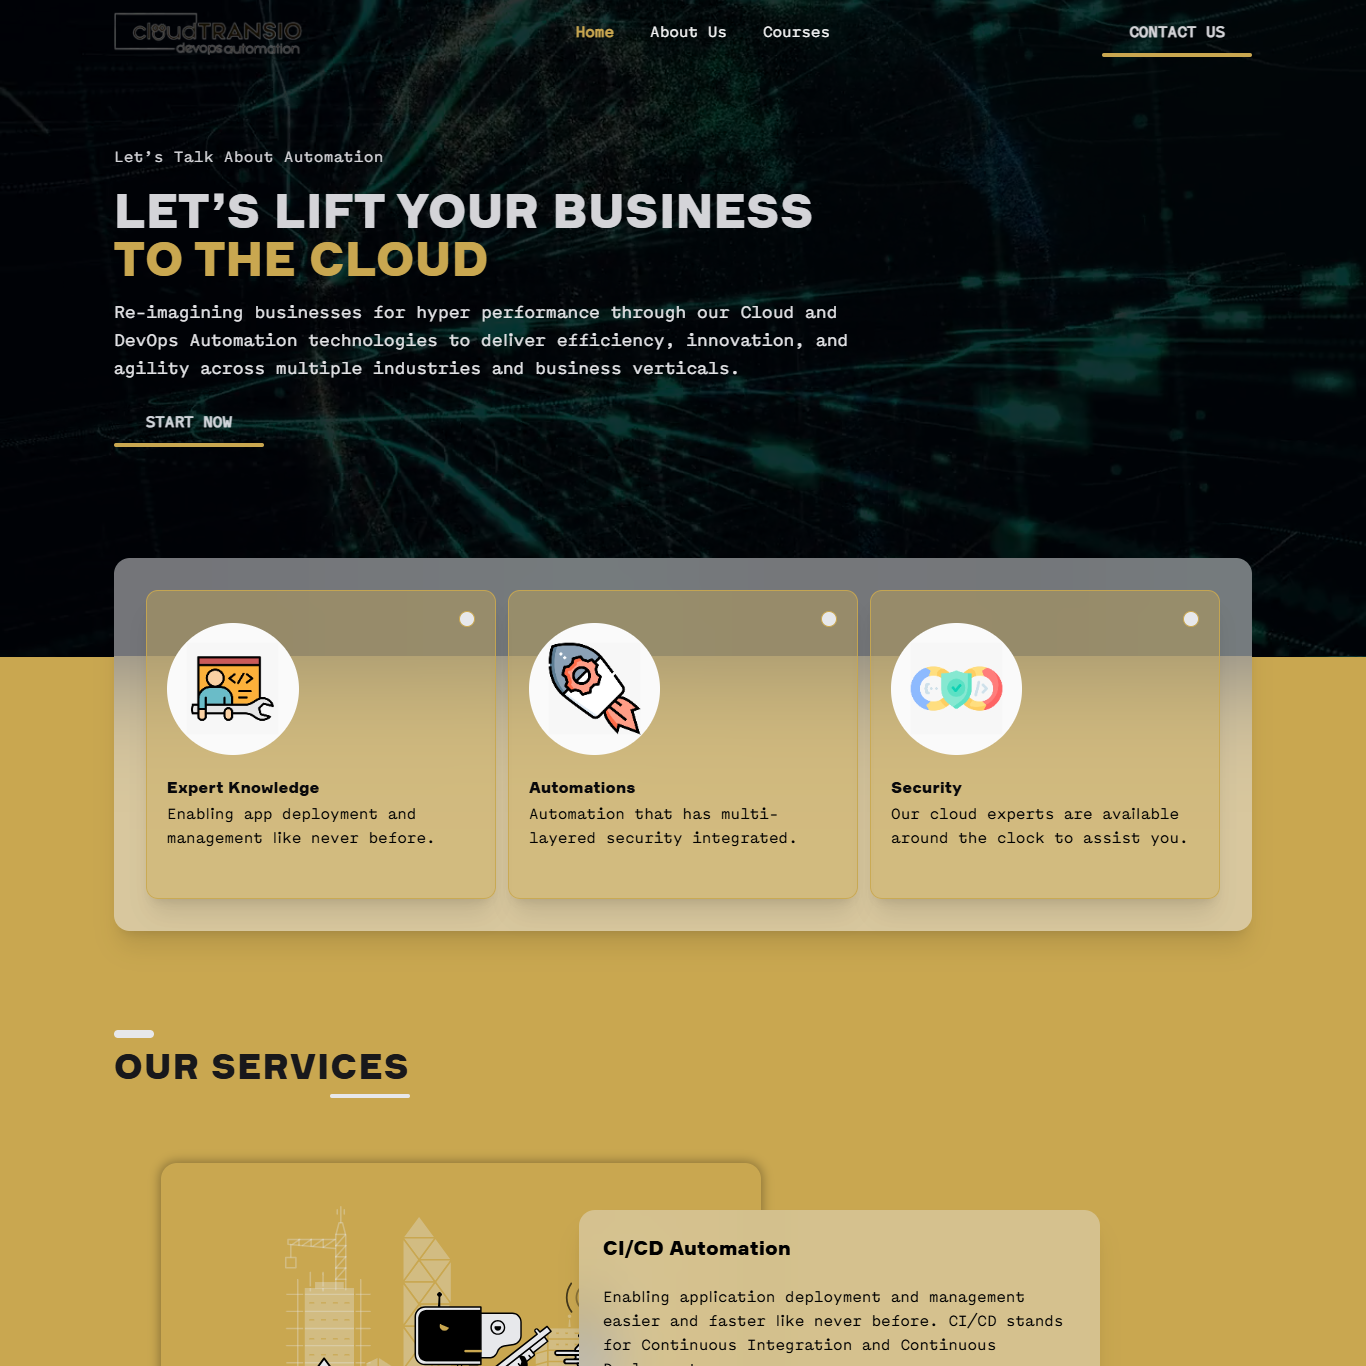 cloudTRANSIO
devops automation
Home About Us Courses
CONTACT US
Let's Talk About Automation
LET'S LIFT YOUR BUSINESS
TO THE CLOUD
Re-imagining businesses for hyper performance through our Cloud and
DevOps Automation technologies to deliver efficiency, innovation, and
agility across multiple industries and business verticals.
START NOW
Expert Knowledge
Enabling app deployment and
management like never before.
Automations
Automation that has multi-
layered security integrated.
Security
Our cloud experts are available
around the clock to assist you.
OUR SERVICES
CI/CD Automation
Enabling application deployment and management
easier and faster like never before. CI/CD stands
for Continuous Integration and Continuous